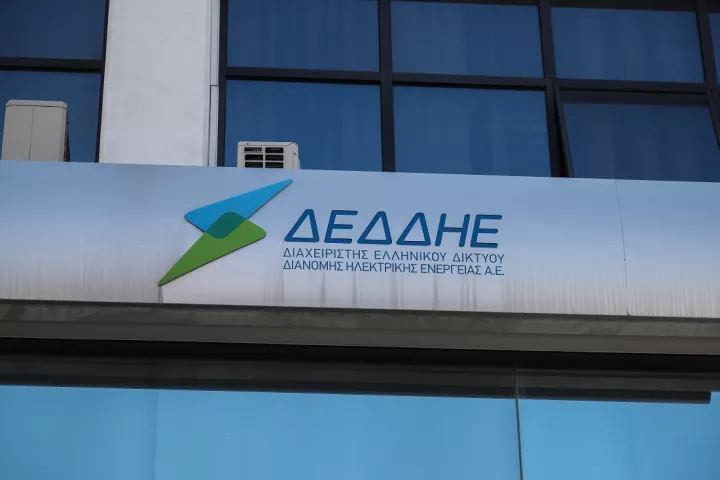 ΔΕΔΔΗΕ
ΔΙΑΧΕΙΡΙΣΤΗΣ ΕΛΛΗΝΙΚΟΥ ΔΙΚΤΥΟΥ
ΔΙΑΝΟΜΗΣ ΗΛΕΚΤΡΙΚΗΣ ΕΝΕΡΓΕΙΑΣ Α.Ε.